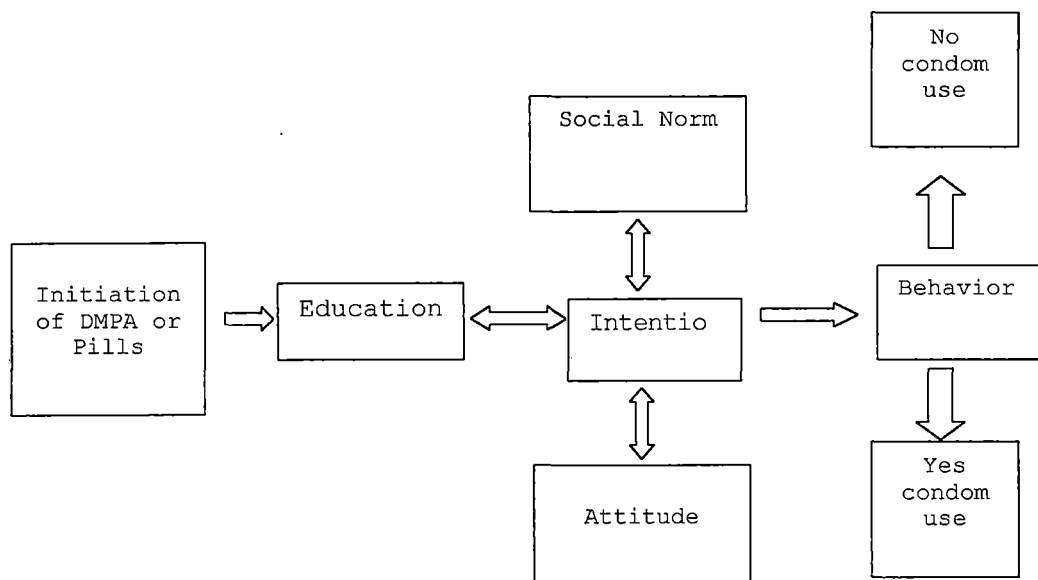 No
condom
use
Social Norm
Initiation
of DMPA or
Pills
Education
Intentio
Behavior
Attitude
Yes
condom
use